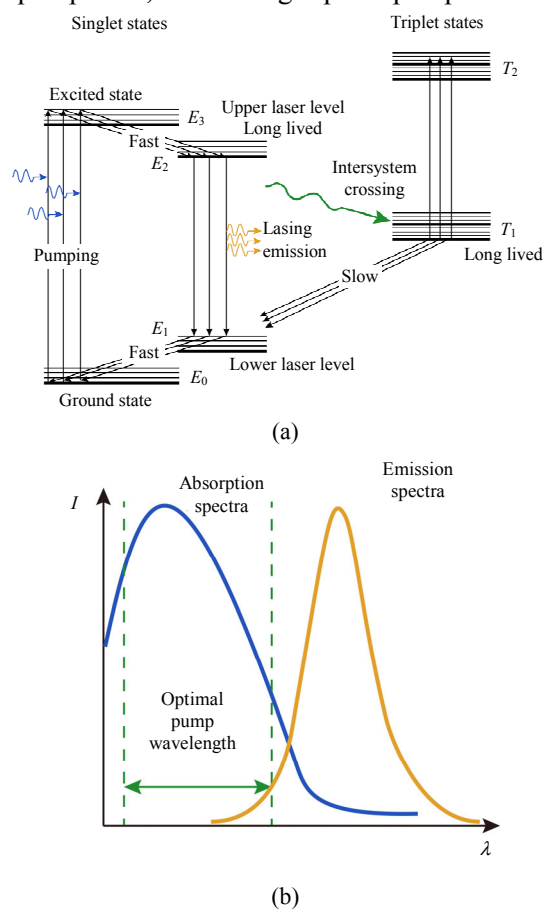 Singlet states
Triplet states
T2
Excited state
E3
Upper laser level
Long lived
Fast
E2
Intersystem
crossing
Lasing
emission
T1
Long lived
Pumping
Slow
E1
Fast
Lower laser level
E0
Ground state
(a)
Absorption
spectra
Emission
spectra
I
Optimal
pump
wavelength
λ
(b)